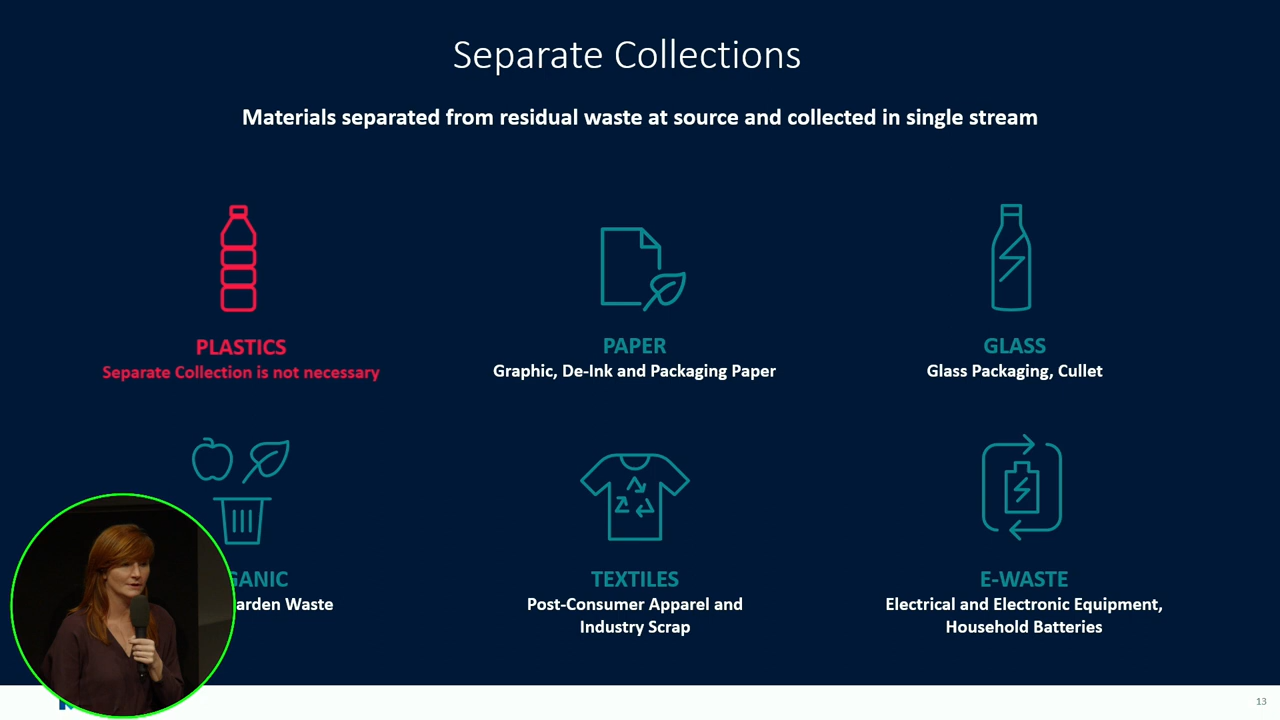 Separate Collections
Materials separated from residual waste at source and collected in single stream
PLASTICS
Separate Collection is not necessary
PAPER
Graphic, De-Ink and Packaging Paper
GLASS
Glass Packaging, Cullet
Waste
TEXTILES
Post-Consumer Apparel and
Industry Scrap
E-WASTE
Electrical and Electronic Equipment,
Household Batteries
13